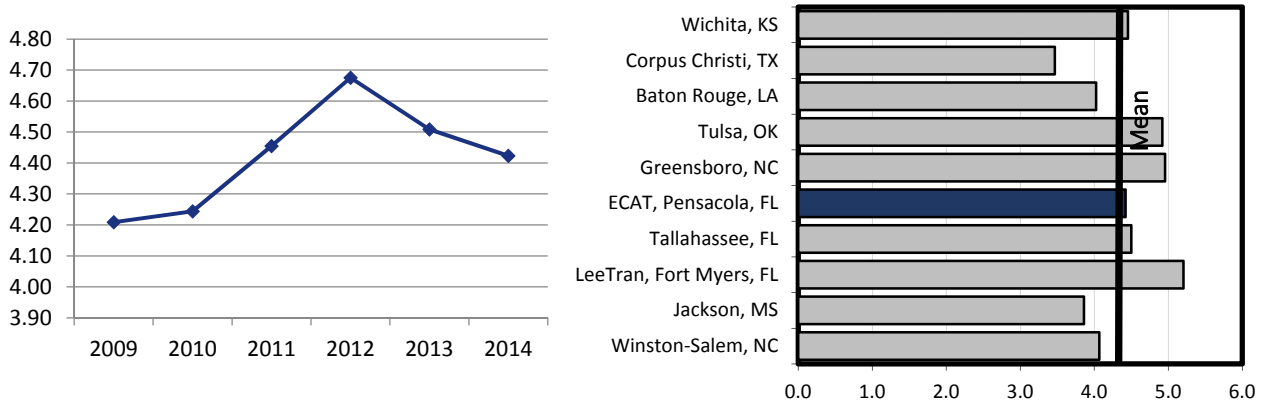 4.80
4.70
4.60
4.50
4.40
4.30
4.20
4.10
4.00
3.90
2009 2010 2011 2012 2013 2014
Wichita, KS
Corpus Christi, TX
Baton Rouge, LA
Tulsa, OK
Greensboro, NC
ECAT, Pensacola, FL
Tallahassee, FL
LeeTran, Fort Myers, FL
Jackson, MS
Winston-Salem, NC
Mean
0.0 1.0 2.0 3.0 4.0 5.0 6.0